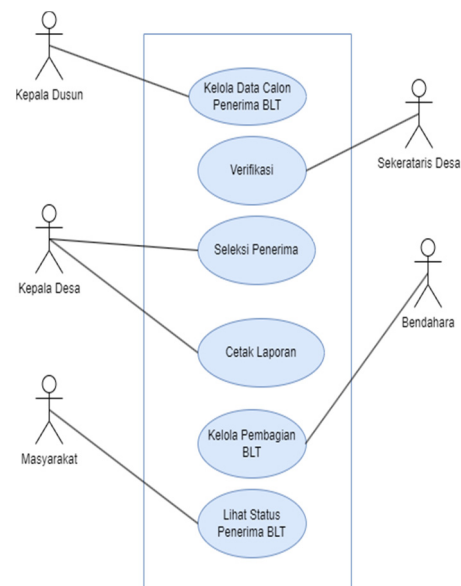 Kepala Dusun
Kelola Data Calon
Penerima BLT
Verifikasi
Sekerataris Desa
Seleksi Penerima
Kepala Desa
Bendahara
Cetak Laporan
Kelola Pembagian
BLT
Masyarakat
Lihat Status
Penerima BLT